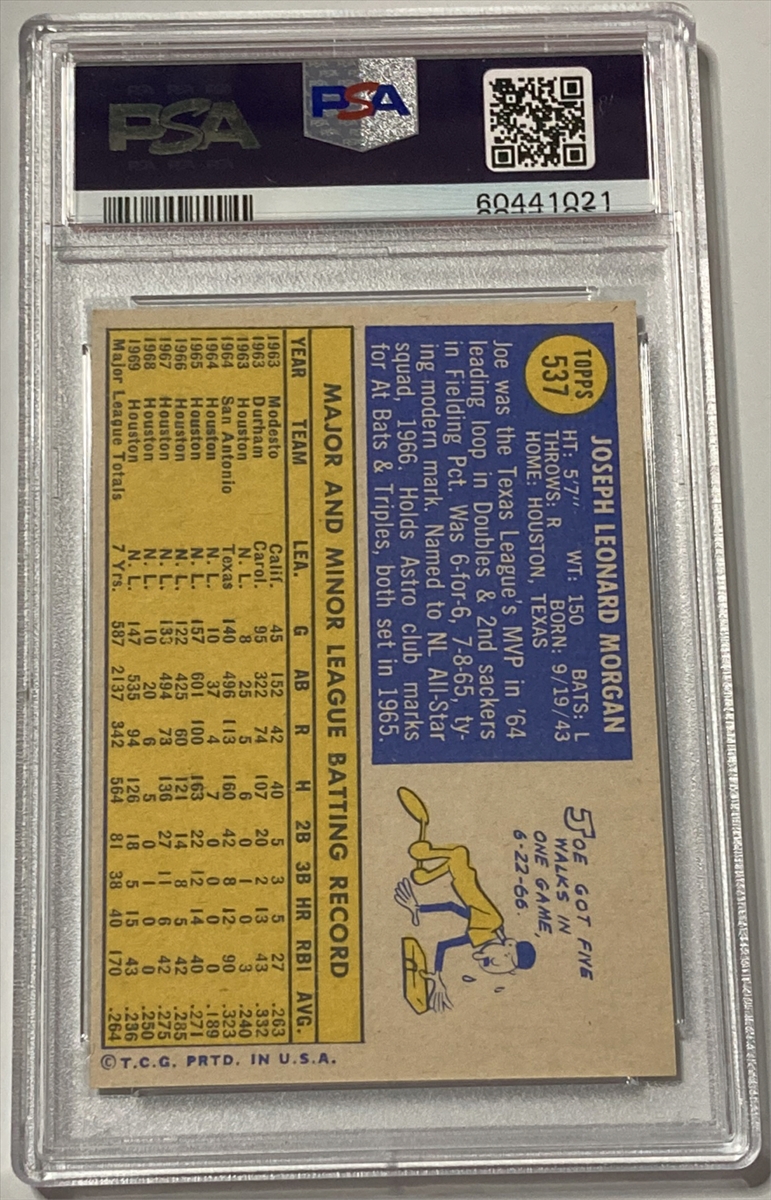 PSA
PSA
60441021
TOPPS
537
JOSEPH LEONARD MORGAN
HT: 5'7" WT: 150 BATS: L
THROWS: R BORN: 9/19/43
HOME: HOUSTON, TEXAS
Joe was the Texas League's MVP in '64
leading loop in Doubles & 2nd sackers
in Fielding Pct. Was 6-for-6, 7-8-65, ty-
ing modern mark. Named to NL All-Star
squad, 1966. Holds Astro club marks
for At Bats & Triples, both set in 1965.
JOE GOT FIVE
WALKS IN
ONE GAME,
6-22-66.
MAJOR AND MINOR LEAGUE BATTING RECORD
YEAR TEAM LEA. G AB R H 2B 3B HR RBI AVG.
1963 Modesto Calif. 45 152 42 40 5 3 5 27 .263
1963 Durham Carol. 95 322 74 107 20 2 13 43 .332
1963 Houston N. L. 8 25 5 6 0 1 0 3 .240
1964 San Antonio Texas 140 496 113 160 42 8 12 90 .323
1964 Houston N. L. 10 37 4 7 0 0 0 0 .189
1965 Houston N. L. 157 601 100 163 22 12 14 40 .271
1966 Houston N. L. 122 425 60 121 14 8 5 42 .285
1967 Houston N. L. 133 494 73 136 27 11 6 42 .275
1968 Houston N. L. 10 20 6 5 0 1 0 0 .250
1969 Houston N. L. 147 535 94 126 18 5 15 43 .236
Major League Totals 7 Yrs. 587 2137 342 564 81 38 40 170 .264
© T.C.G. PRTD. IN U.S.A.